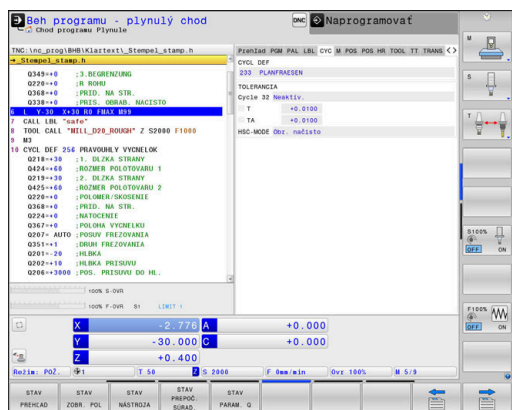 Beh programu - plynulý chod
Chod programu Plynule
DNC
Naprogramovať
TNC:\nc_prog\BHB\Klartext\_Stempel_stamp.h
→_Stempel_stamp.h
Q349=+0 ;3.BEGRENZUNG
Q220=+0 ;R ROHU
Q368=+0 ;PRID. NA STR.
Q338=+0 ;PRIS. OBRAB. NACISTO
6 L Y-30 X+30 R0 FMAX M99
7 CALL LBL "safe"
8 TOOL CALL "MILL_D20_ROUGH" Z S2000 F1000
9 M3
10 CYCL DEF 256 PRAVOUHLY VYCNELOK
Q218=+30 ;1. DLZKA STRANY
Q424=+60 ;ROZMER POLOTOVARU 1
Q219=+30 ;2. DLZKA STRANY
Q425=+60 ;ROZMER POLOTOVARU 2
Q220=+0 ;POLOMER/SKOSENIE
Q368=+0 ;PRID. NA STR.
Q224=+0 ;NATOCENIE
Q367=+0 ;POLOHA VYCNELKU
Q207= AUTO ;POSUV FREZOVANIA
Q351=+1 ;DRUH FREZOVANIA
Q201=-20 ;HLBKA
Q202=+10 ;HLBKA PRISUVU
Q206=+3000 ;POS. PRISUVU DO HL.
Prehľad PGM PAL LBL CYC M POS POS HR TOOL TT TRANS
CYCL DEF
233 PLANFRAESEN
TOLERANCIA
Cycle 32 Neaktív.
T +0.0100
TA +0.0100
HSC-MODE Obr. načisto
100% S-OVR
100% F-OVR S1 LIMIT 1
X -2.776 A +0.000
Y -30.000 C +0.000
Z +0.400
Režim: POŽ. 1 T 50 Z S 2000 F 0mm/min Ovr 100% M 5/9
STAV PREHĽAD
STAV ZOBR. POL
STAV NÁSTROJA
STAV PREPOČ. SÚRAD.
STAV PARAM. Q
M
S
T
S100%
OFF ON
F100%
OFF ON